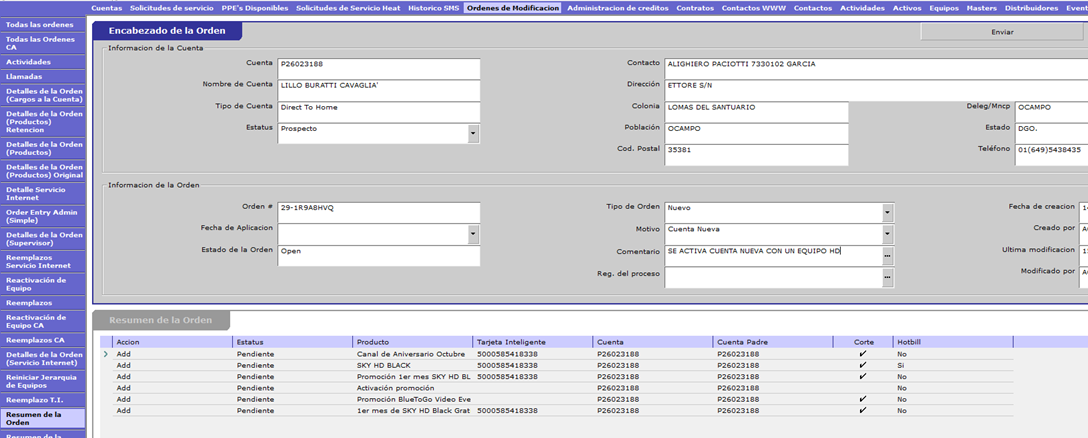 Cuentas Solicitudes de servicio PPE's Disponibles Solicitudes de Servicio Heat Historico SMS Ordenes de Modificacion Administracion de creditos Contratos Contactos WWW Contactos Actividades Activos Equipos Masters Distribuidores
Todas las ordenes
Todas las Ordenes
CA
Actividades
Llamadas
Detalles de la Orden
(Cargos a la Cuenta)
Detalles de la Orden
(Productos)
Retencion
Detalles de la Orden
(Productos)
Detalles de la Orden
(Productos) Original
Detalle Servicio
Internet
Order Entry Admin
(Simple)
Detalles de la Orden
(Supervisor)
Reemplazos
Servicio Internet
Reactivación de
Equipo
Reemplazos
Reactivación de
Equipo CA
Reemplazos CA
Detalles de la Orden
(Servicio Internet)
Reiniciar Jerarquia
de Equipos
Reemplazo T.I.
Resumen de la
Orden
Resumen de la
Encabezado de la Orden
Enviar
Informacion de la Cuenta
Cuenta P26023188
Nombre de Cuenta LILLO BURATTI CAVAGLIA'
Tipo de Cuenta Direct To Home
Estatus Prospecto
Contacto ALIGHIERO PACIOTTI 7330102 GARCIA
Dirección ETTORE S/N
Colonia LOMAS DEL SANTUARIO
Población OCAMPO
Cod. Postal 35381
Deleg/Mncp OCAMPO
Estado DGO.
Teléfono 01(649)5438435
Informacion de la Orden
Orden # 29-1R9A8HVQ
Fecha de Aplicacion
Estado de la Orden Open
Tipo de Orden Nuevo
Motivo Cuenta Nueva
Comentario SE ACTIVA CUENTA NUEVA CON UN EQUIPO HD
Reg. del proceso
Fecha de creacion
Creado por
Ultima modificacion
Modificado por
Resumen de la Orden
Accion Estatus Producto Tarjeta Inteligente Cuenta Cuenta Padre Corte Hotbill
Add Pendiente Canal de Aniversario Octubre 5000585418338 P26023188 P26023188 ✓ No
Add Pendiente SKY HD BLACK 5000585418338 P26023188 P26023188 ✓ Si
Add Pendiente Promoción 1er mes SKY HD BL 5000585418338 P26023188 P26023188 ✓ No
Add Pendiente Activación promoción P26023188 P26023188 No
Add Pendiente Promoción BlueToGo Video Eve P26023188 P26023188 ✓ No
Add Pendiente 1er mes de SKY HD Black Grat 5000585418338 P26023188 P26023188 ✓ No